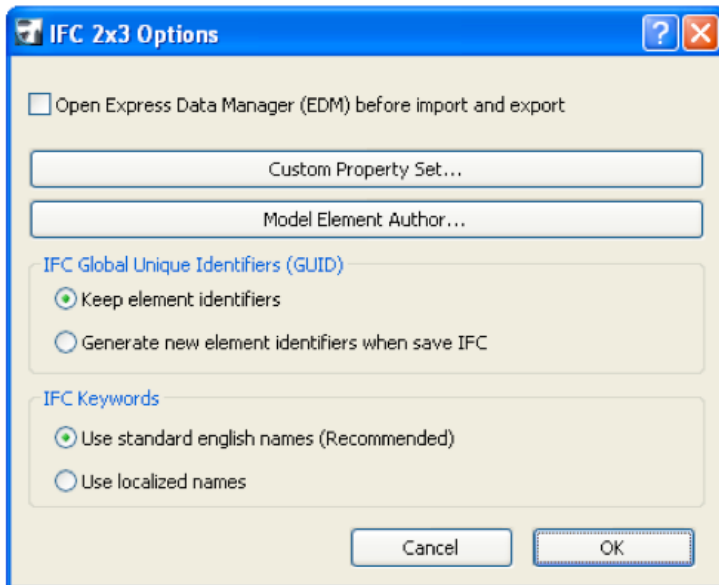 IFC 2x3 Options
Open Express Data Manager (EDM) before import and export
Custom Property Set...
Model Element Author...
IFC Global Unique Identifiers (GUID)
Keep element identifiers
Generate new element identifiers when save IFC
IFC Keywords
Use standard english names (Recommended)
Use localized names
Cancel OK